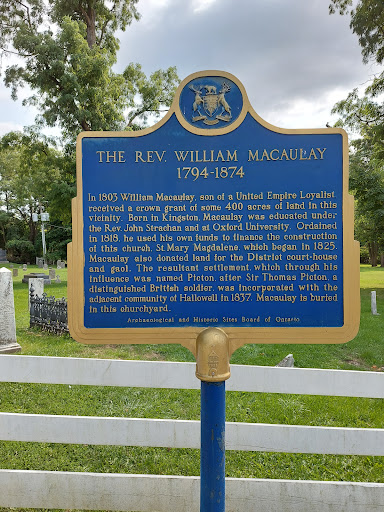 THE REV. WILLIAM MACAULAY
1794-1874
In 1803 William Macaulay, son of a United Empire Loyalist
received a crown grant of some 400 acres of land in this
vicinity. Born in Kingston, Macaulay was educated under
the Rev. John Strachan and at Oxford University. Ordained
in 1818, he used his own funds to finance the construction
of this church, St. Mary Magdalene, which began in 1825.
Macaulay also donated land for the District court-house
and gaol. The resultant settlement, which through his
influence was named Picton, after Sir Thomas Picton, a
distinguished British soldier, was incorporated with the
adjacent community of Hallowell in 1837. Macaulay is buried
in this churchyard.
Archaeological and Historic Sites Board of Ontario